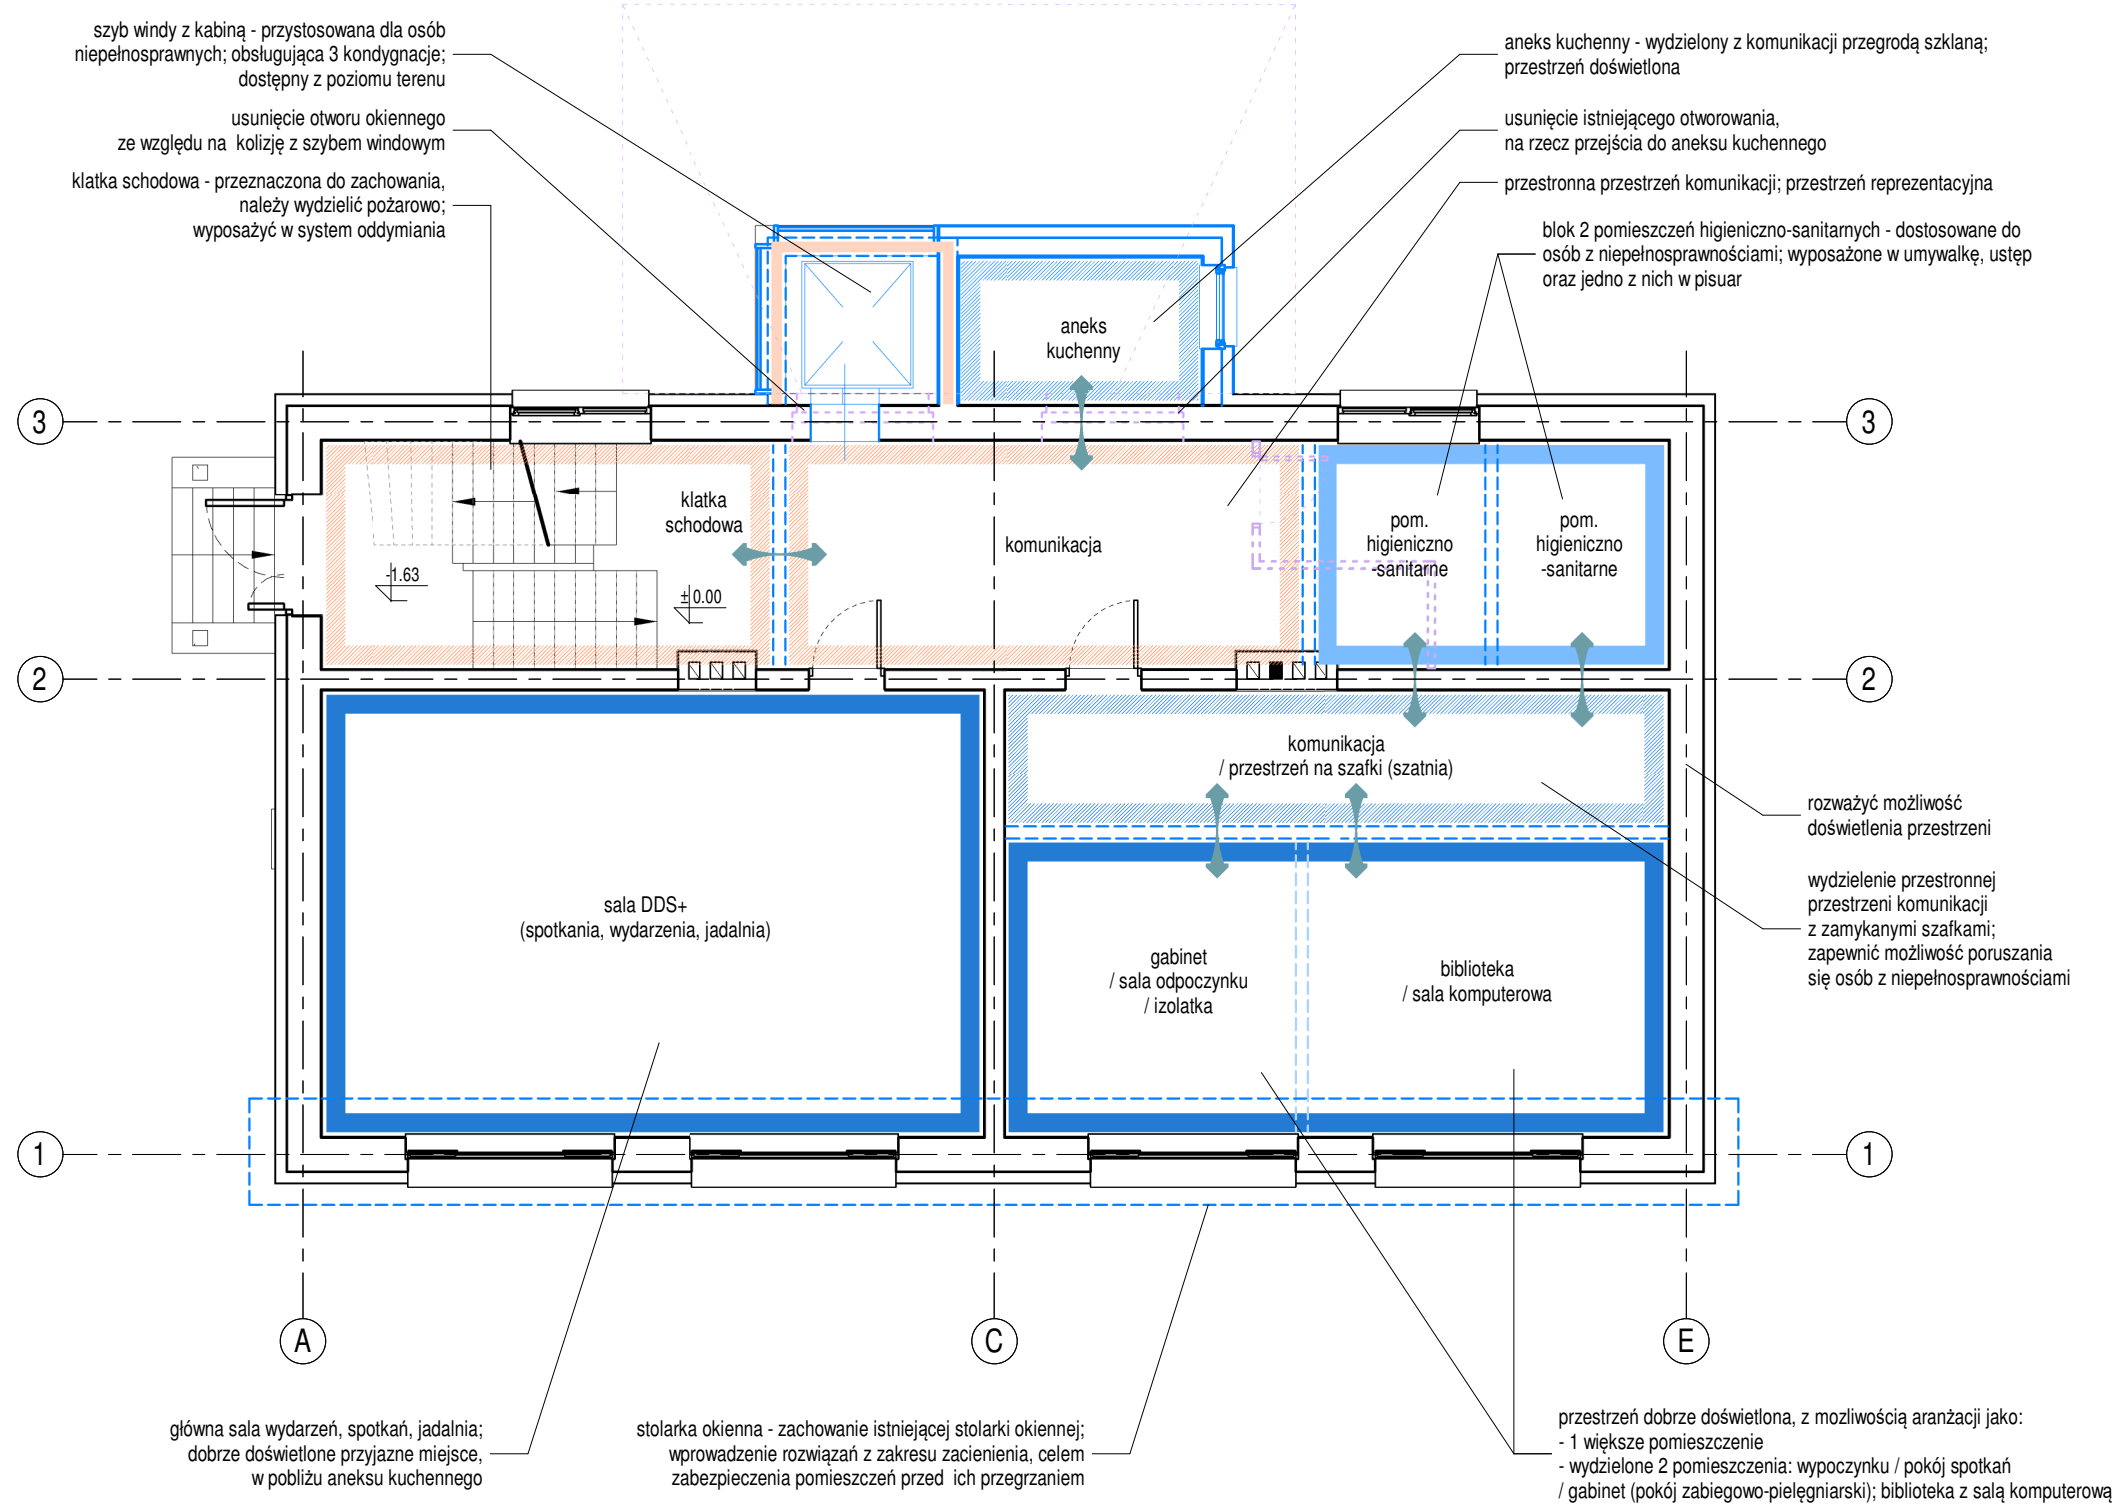 szyb windy z kabiną - przystosowana dla osób
niepełnosprawnych; obsługująca 3 kondygnacje;
dostępny z poziomu terenu
usunięcie otworu okiennego
ze względu na kolizję z szybem windowym
klatka schodowa - przeznaczona do zachowania,
należy wydzielić pożarowo;
wyposażyć w system oddymiania
aneks kuchenny - wydzielony z komunikacji przegrodą szklaną;
przestrzeń doświetlona
usunięcie istniejącego otworowania,
na rzecz przejścia do aneksu kuchennego
przestronna przestrzeń komunikacji; przestrzeń reprezentacyjna
blok 2 pomieszczeń higieniczno-sanitarnych - dostosowane do
osób z niepełnosprawnościami; wyposażone w umywalkę, ustęp
oraz jedno z nich w pisuar
aneks
kuchenny
3
3
klatka
schodowa
komunikacja
pom.
higieniczno
-sanitarne
pom.
higieniczno
-sanitarne
-1.63
±0.00
2
2
komunikacja
/ przestrzeń na szafki (szatnia)
rozważyć możliwość
doświetlenia przestrzeni
wydzielenie przestronnej
przestrzeni komunikacji
z zamykanymi szafkami;
zapewnić możliwość poruszania
się osób z niepełnosprawnościami
sala DDS+
(spotkania, wydarzenia, jadalnia)
gabinet
/ sala odpoczynku
/ izolatka
biblioteka
/ sala komputerowa
1
1
A
C
E
główna sala wydarzeń, spotkań, jadalnia;
dobrze doświetlone przyjazne miejsce,
w pobliżu aneksu kuchennego
stolarka okienna - zachowanie istniejącej stolarki okiennej;
wprowadzenie rozwiązań z zakresu zacienienia, celem
zabezpieczenia pomieszczeń przed ich przegrzaniem
przestrzeń dobrze doświetlona, z mozliwością aranżacji jako:
- 1 większe pomieszczenie
- wydzielone 2 pomieszczenia: wypoczynku / pokój spotkań
/ gabinet (pokój zabiegowo-pielęgniarski); biblioteka z salą komputerową